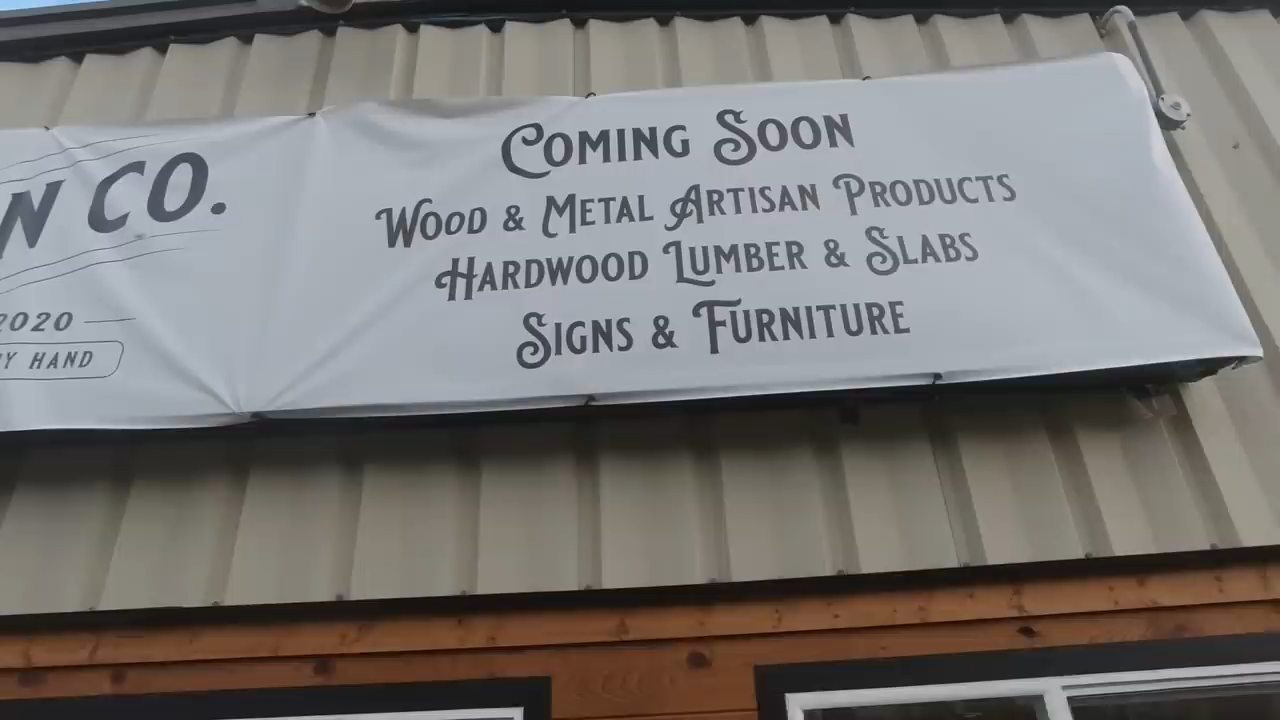 CO.
2020
HAND
COMING SOON
WOOD & METAL ARTISAN PRODUCTS
HARDWOOD LUMBER & SLABS
SIGNS & FURNITURE